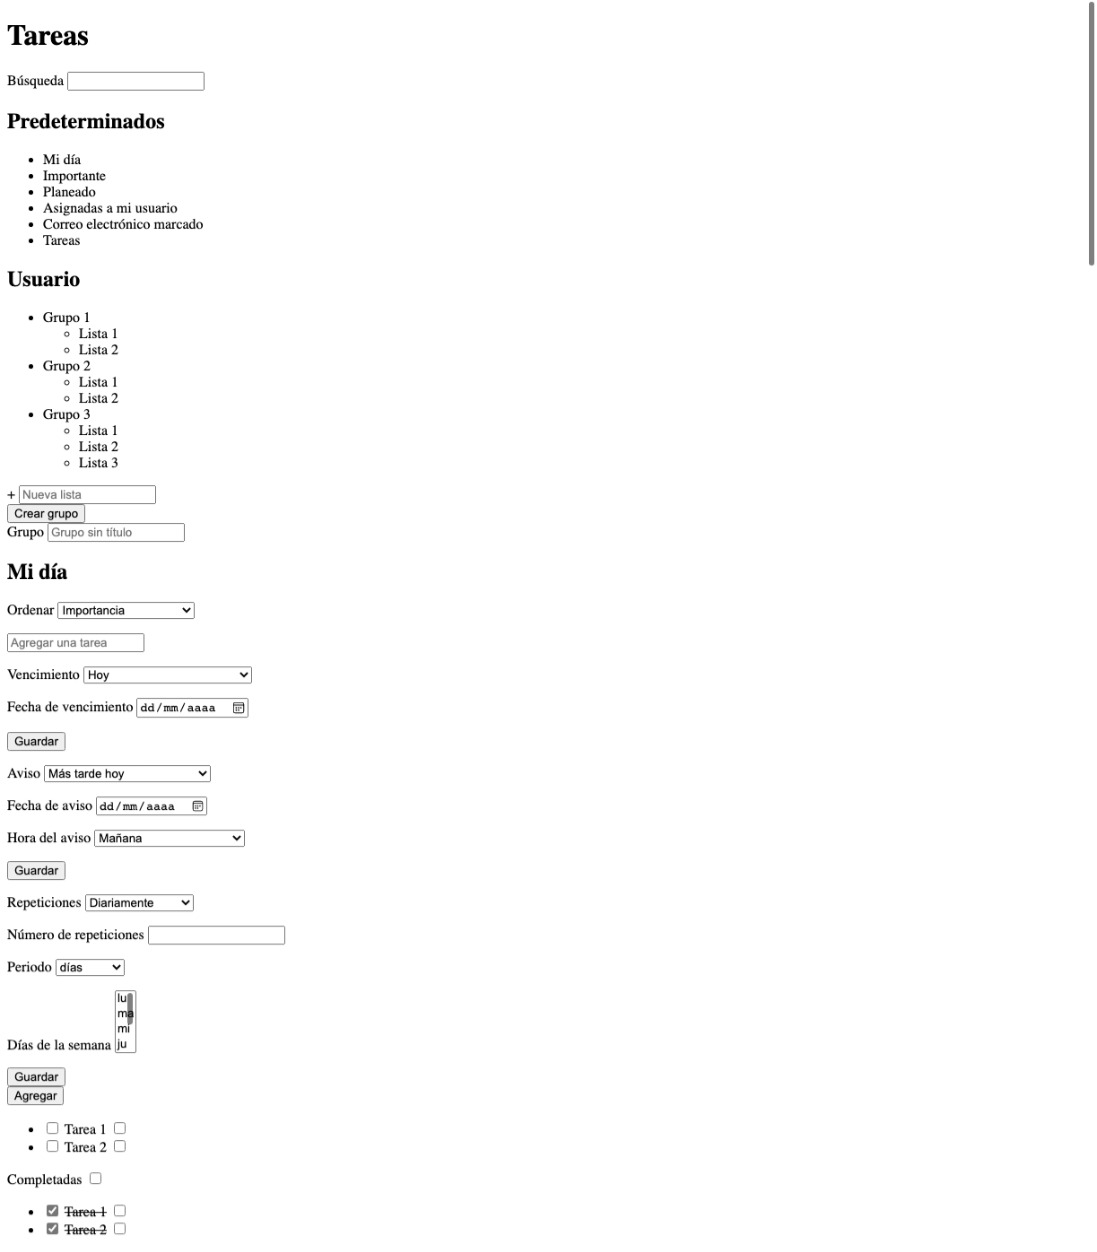 Tareas
Búsqueda
Predeterminados
Mi día
Importante
Planeado
Asignadas a mi usuario
Correo electrónico marcado
Tareas
Usuario
Grupo 1
Lista 1
Lista 2
Grupo 2
Lista 1
Lista 2
Grupo 3
Lista 1
Lista 2
Lista 3
+ Nueva lista
Crear grupo
Grupo Grupo sin título
Mi día
Ordenar Importancia
Agregar una tarea
Vencimiento Hoy
Fecha de vencimiento dd/mm/aaaa
Guardar
Aviso Más tarde hoy
Fecha de aviso dd/mm/aaaa
Hora del aviso Mañana
Guardar
Repeticiones Diariamente
Número de repeticiones
Periodo días
lu
ma
mi
Días de la semana ju
Guardar
Agregar
Tarea 1
Tarea 2
Completadas
Tarea 1
Tarea 2